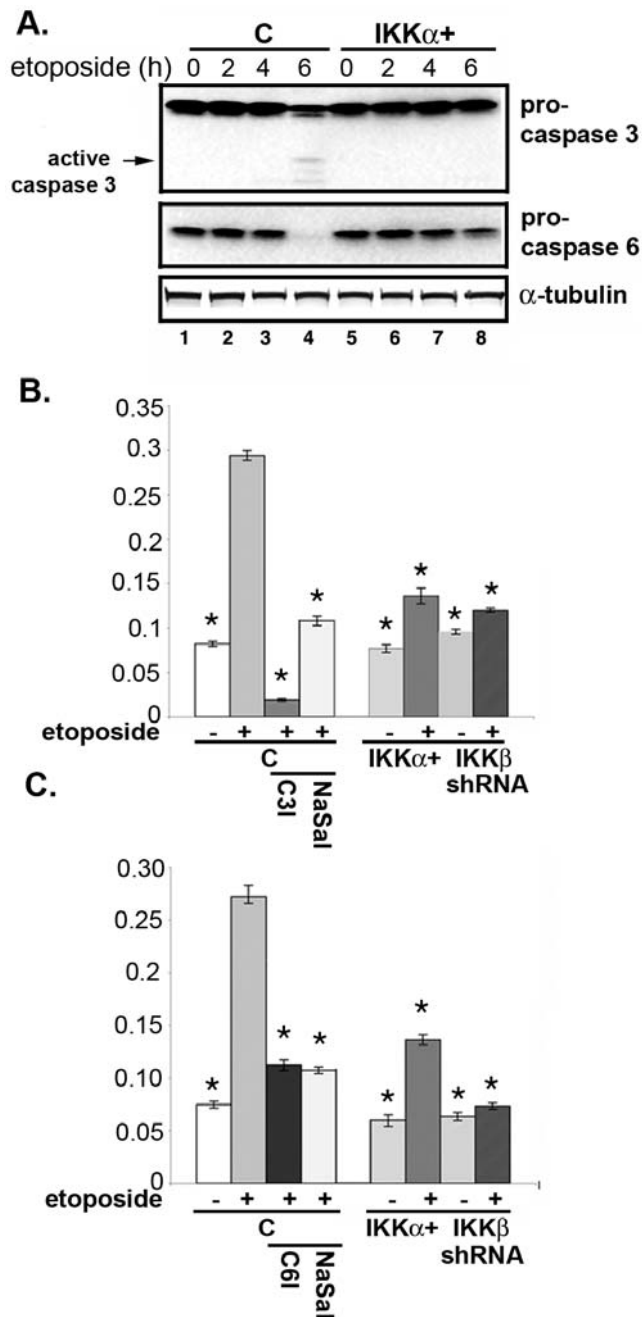 A.
C IKKα+
etoposide (h) 0 2 4 6 0 2 4 6
pro-
caspase 3
active
caspase 3
pro-
caspase 6
α-tubulin
1 2 3 4 5 6 7 8
B.
0.35
0.3
0.25
0.2
0.15
0.1
0.05
0
* * * * * * *
etoposide - + + + - + - +
C IKKα+ IKKβ
shRNA
C3I NaSal
C.
0.30
0.25
0.20
0.15
0.10
0.05
0
* * * * * * *
etoposide - + + + - + - +
C IKKα+ IKKβ
shRNA
C6I NaSal